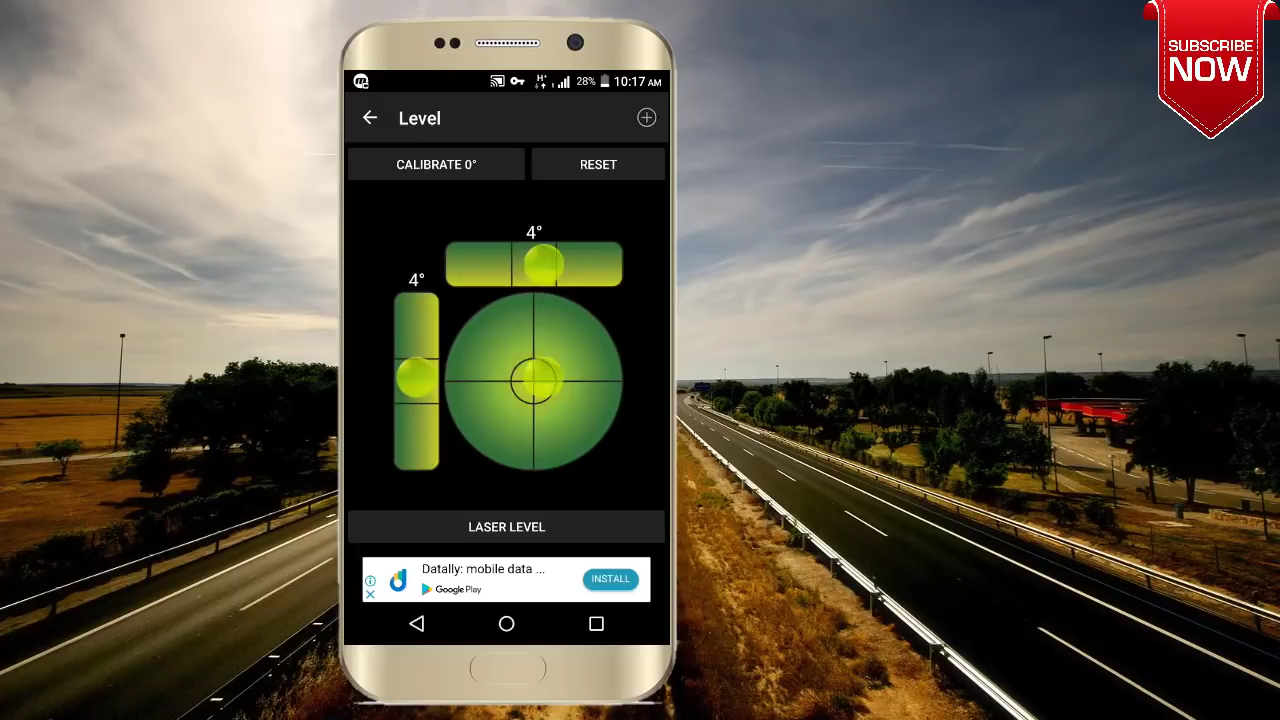 SUBSCRIBE
NOW
H+
28%
10:17 AM
Level
CALIBRATE 0°
RESET
4°
4°
LASER LEVEL
Datally: mobile data ...
Google Play
INSTALL